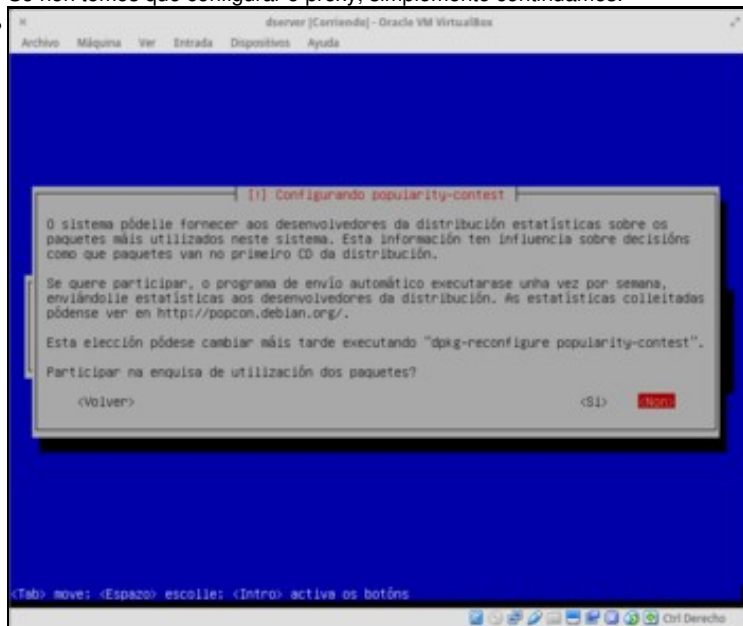 Se non temos que configurar o proxy, simplemente continuamos.
dserver [Corriendo] - Oracle VM VirtualBox
Archivo Máquina Ver Entrada Dispositivos Ayuda
[!] Configurando popularity-contest
O sistema pódelle fornecer aos desenvolvedores da distribución estatísticas sobre os
paquetes máis utilizados neste sistema. Esta información ten influencia sobre decisións
como que paquetes van no primeiro CD da distribución.
Se quere participar, o programa de envío automático executarase unha vez por semana,
enviándolle estatísticas aos desenvolvedores da distribución. As estatísticas colleitadas
pódense ver en http://popcon.debian.org/.
Esta elección pódese cambiar máis tarde executando "dpkg-reconfigure popularity-contest".
Participar na enquisa de utilización dos paquetes?
<Volver> <Si> <Non>
<Tab> move; <Espazo> escolle; <Intro> activa os botóns
Ctrl Derecho